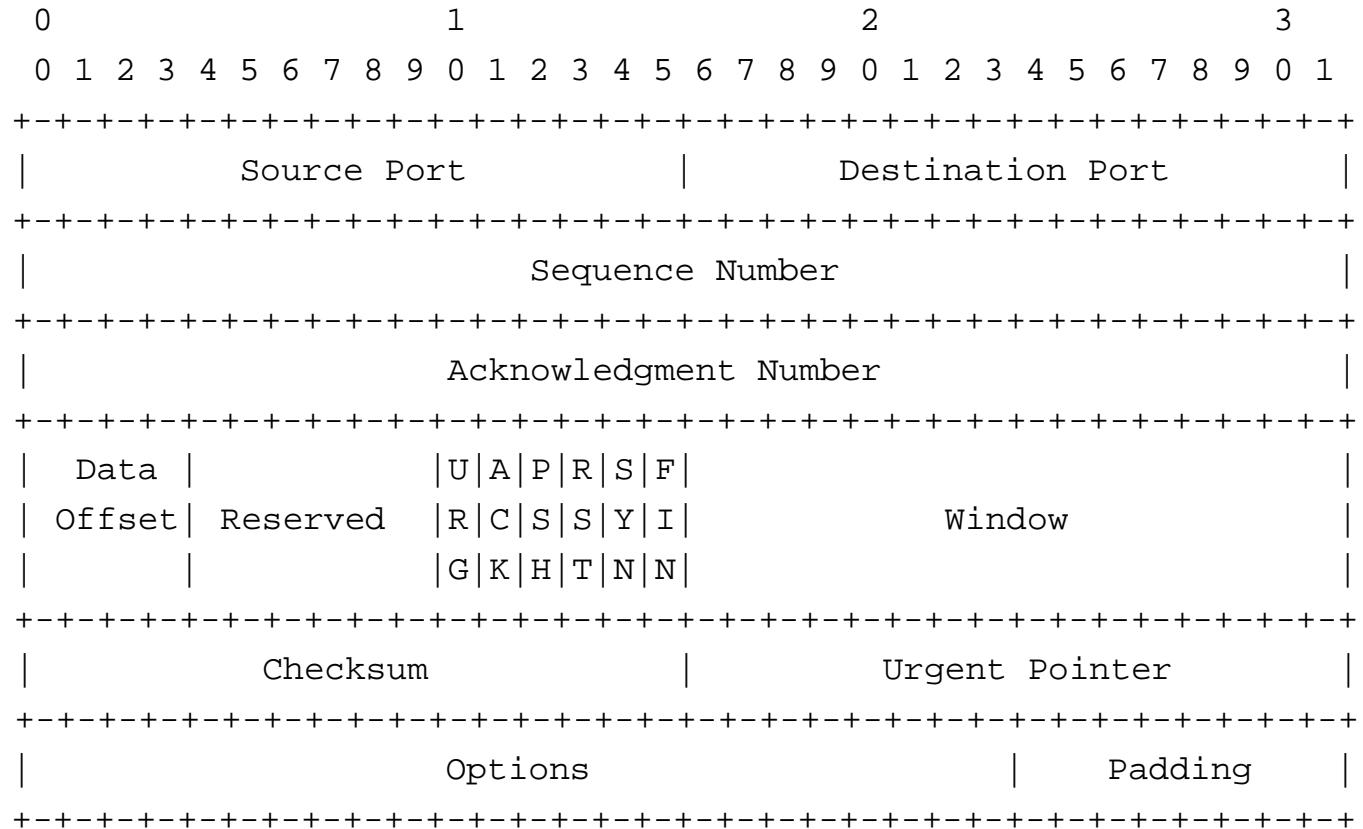 0                   1                   2                   3
 0 1 2 3 4 5 6 7 8 9 0 1 2 3 4 5 6 7 8 9 0 1 2 3 4 5 6 7 8 9 0 1
+-+-+-+-+-+-+-+-+-+-+-+-+-+-+-+-+-+-+-+-+-+-+-+-+-+-+-+-+-+-+-+-+
|          Source Port          |       Destination Port        |
+-+-+-+-+-+-+-+-+-+-+-+-+-+-+-+-+-+-+-+-+-+-+-+-+-+-+-+-+-+-+-+-+
|                        Sequence Number                        |
+-+-+-+-+-+-+-+-+-+-+-+-+-+-+-+-+-+-+-+-+-+-+-+-+-+-+-+-+-+-+-+-+
|                    Acknowledgment Number                      |
+-+-+-+-+-+-+-+-+-+-+-+-+-+-+-+-+-+-+-+-+-+-+-+-+-+-+-+-+-+-+-+-+
|  Data |           |U|A|P|R|S|F|                               |
| Offset| Reserved  |R|C|S|S|Y|I|            Window             |
|       |           |G|K|H|T|N|N|                               |
+-+-+-+-+-+-+-+-+-+-+-+-+-+-+-+-+-+-+-+-+-+-+-+-+-+-+-+-+-+-+-+-+
|           Checksum            |         Urgent Pointer        |
+-+-+-+-+-+-+-+-+-+-+-+-+-+-+-+-+-+-+-+-+-+-+-+-+-+-+-+-+-+-+-+-+
|                    Options                    |    Padding    |
+-+-+-+-+-+-+-+-+-+-+-+-+-+-+-+-+-+-+-+-+-+-+-+-+-+-+-+-+-+-+-+-+